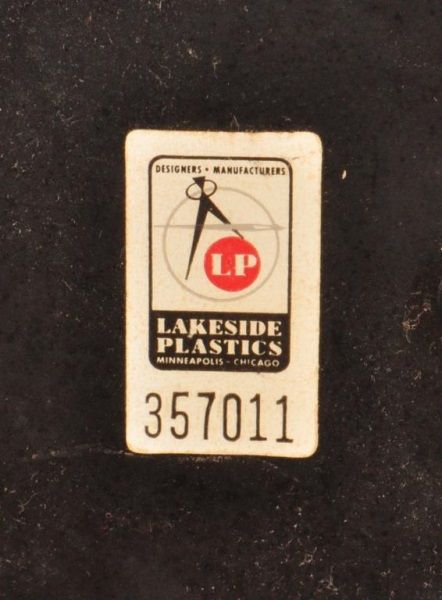 DESIGNERS • MANUFACTURERS
LP
LAKESIDE
PLASTICS
MINNEAPOLIS - CHICAGO
357011